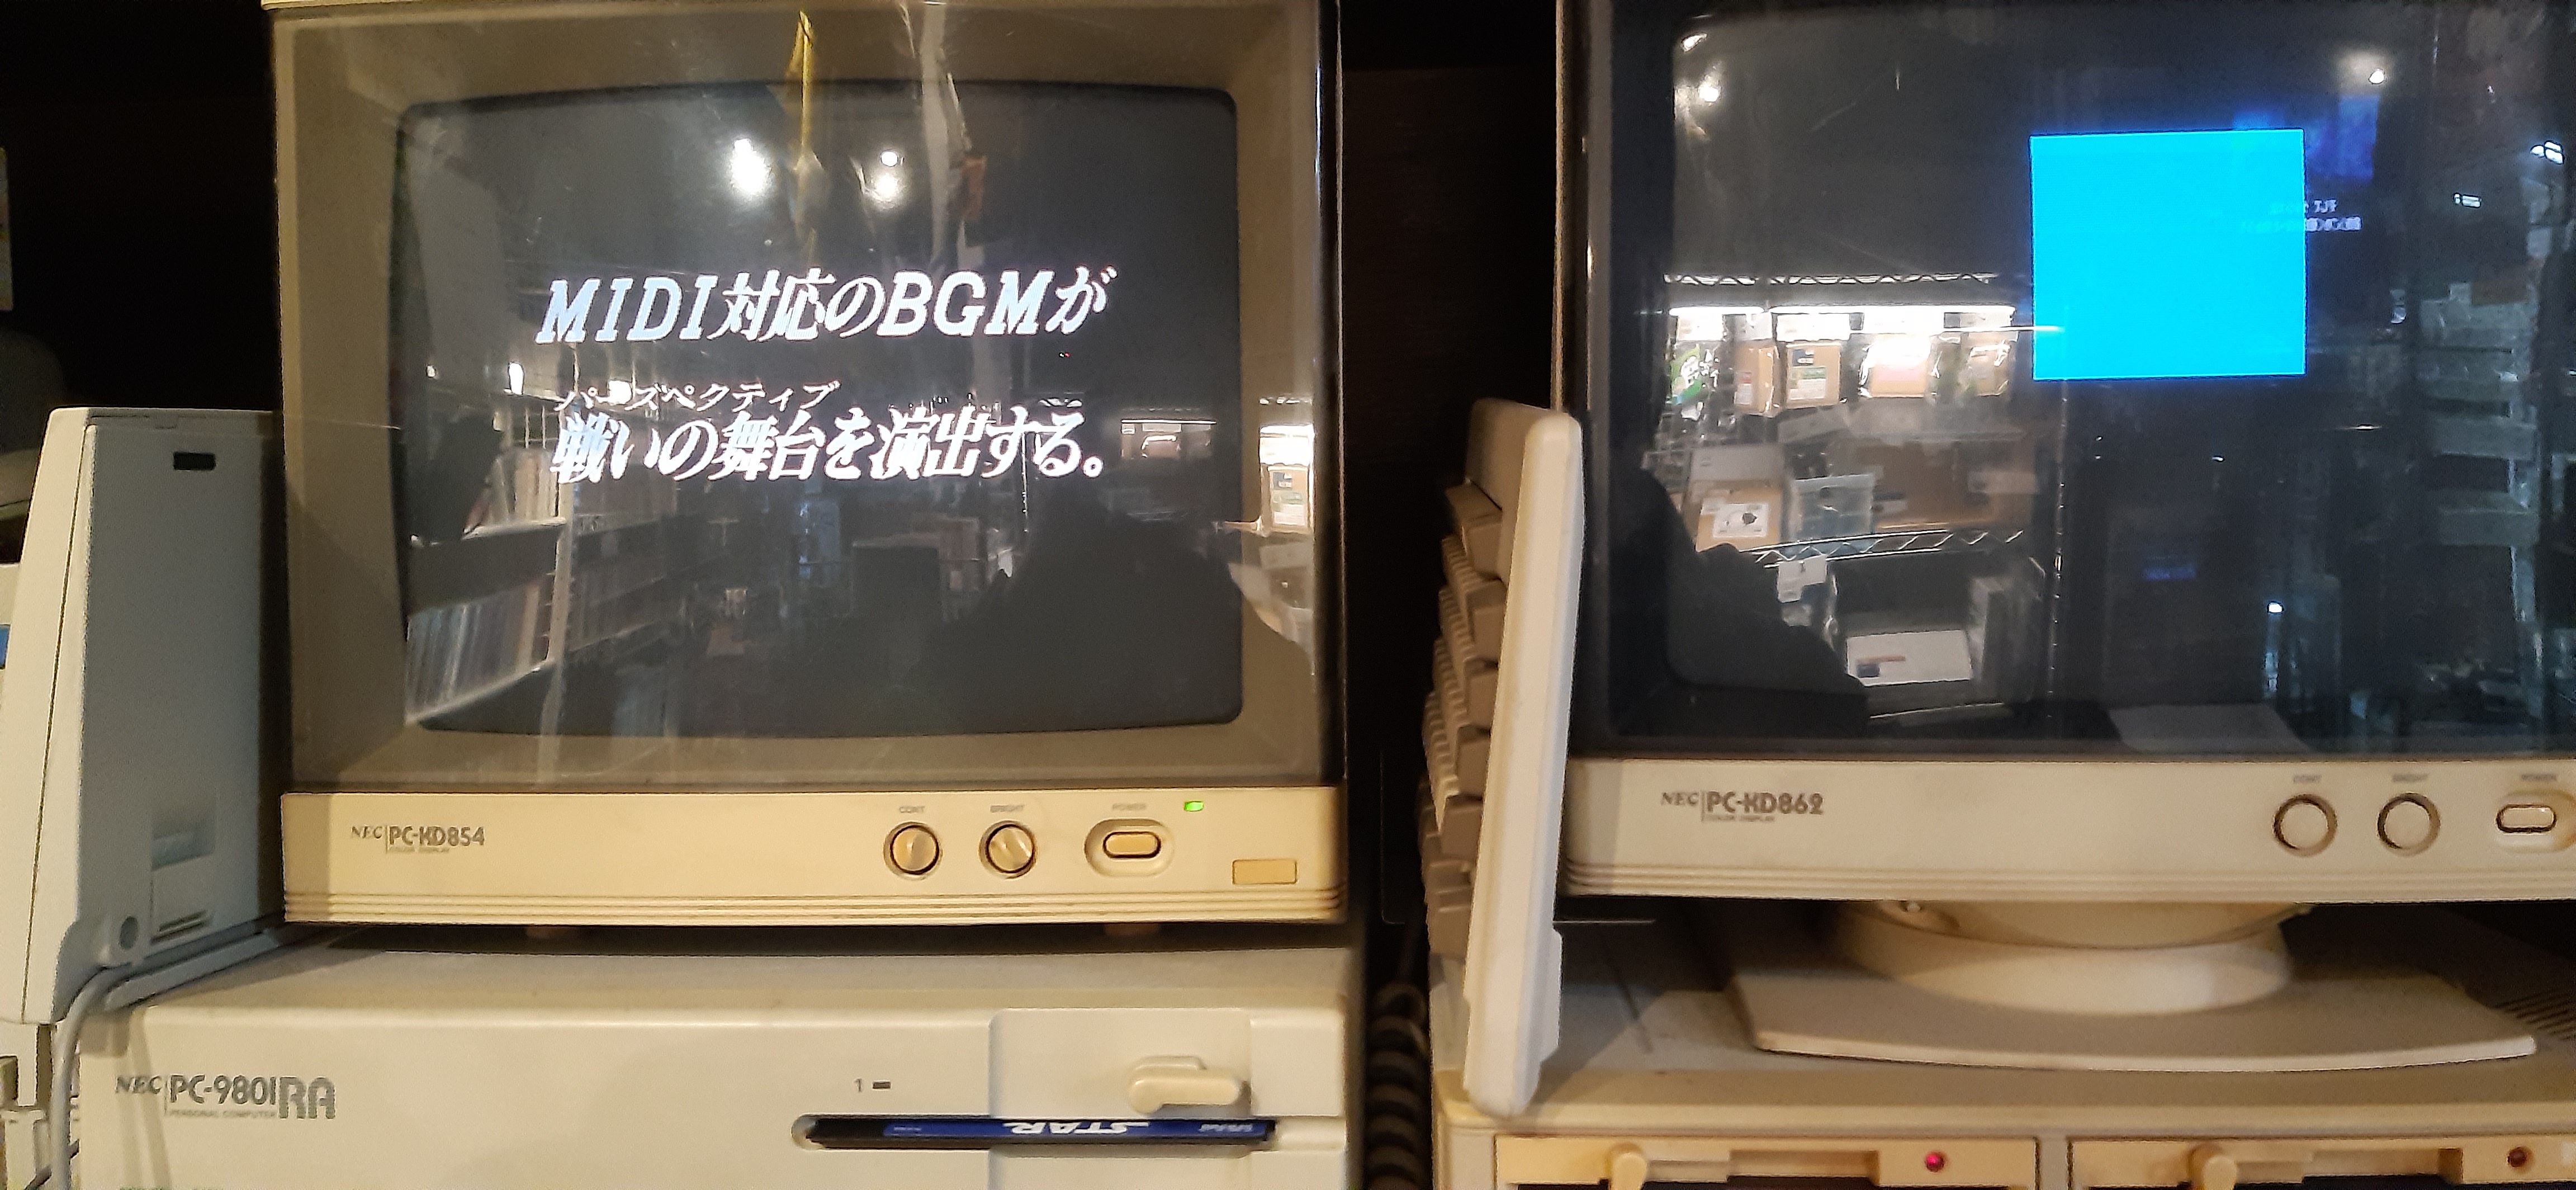 MIDI対応のBGMが
パースペクティブ
戦いの舞台を演出する。
CONT
BRIGHT
POWER
NEC PC-KD854
COLOR DISPLAY
CONT
BRIGHT
POWER
NEC PC-KD862
COLOR DISPLAY
NEC PC-9801RA
PERSONAL COMPUTER
1
STAR